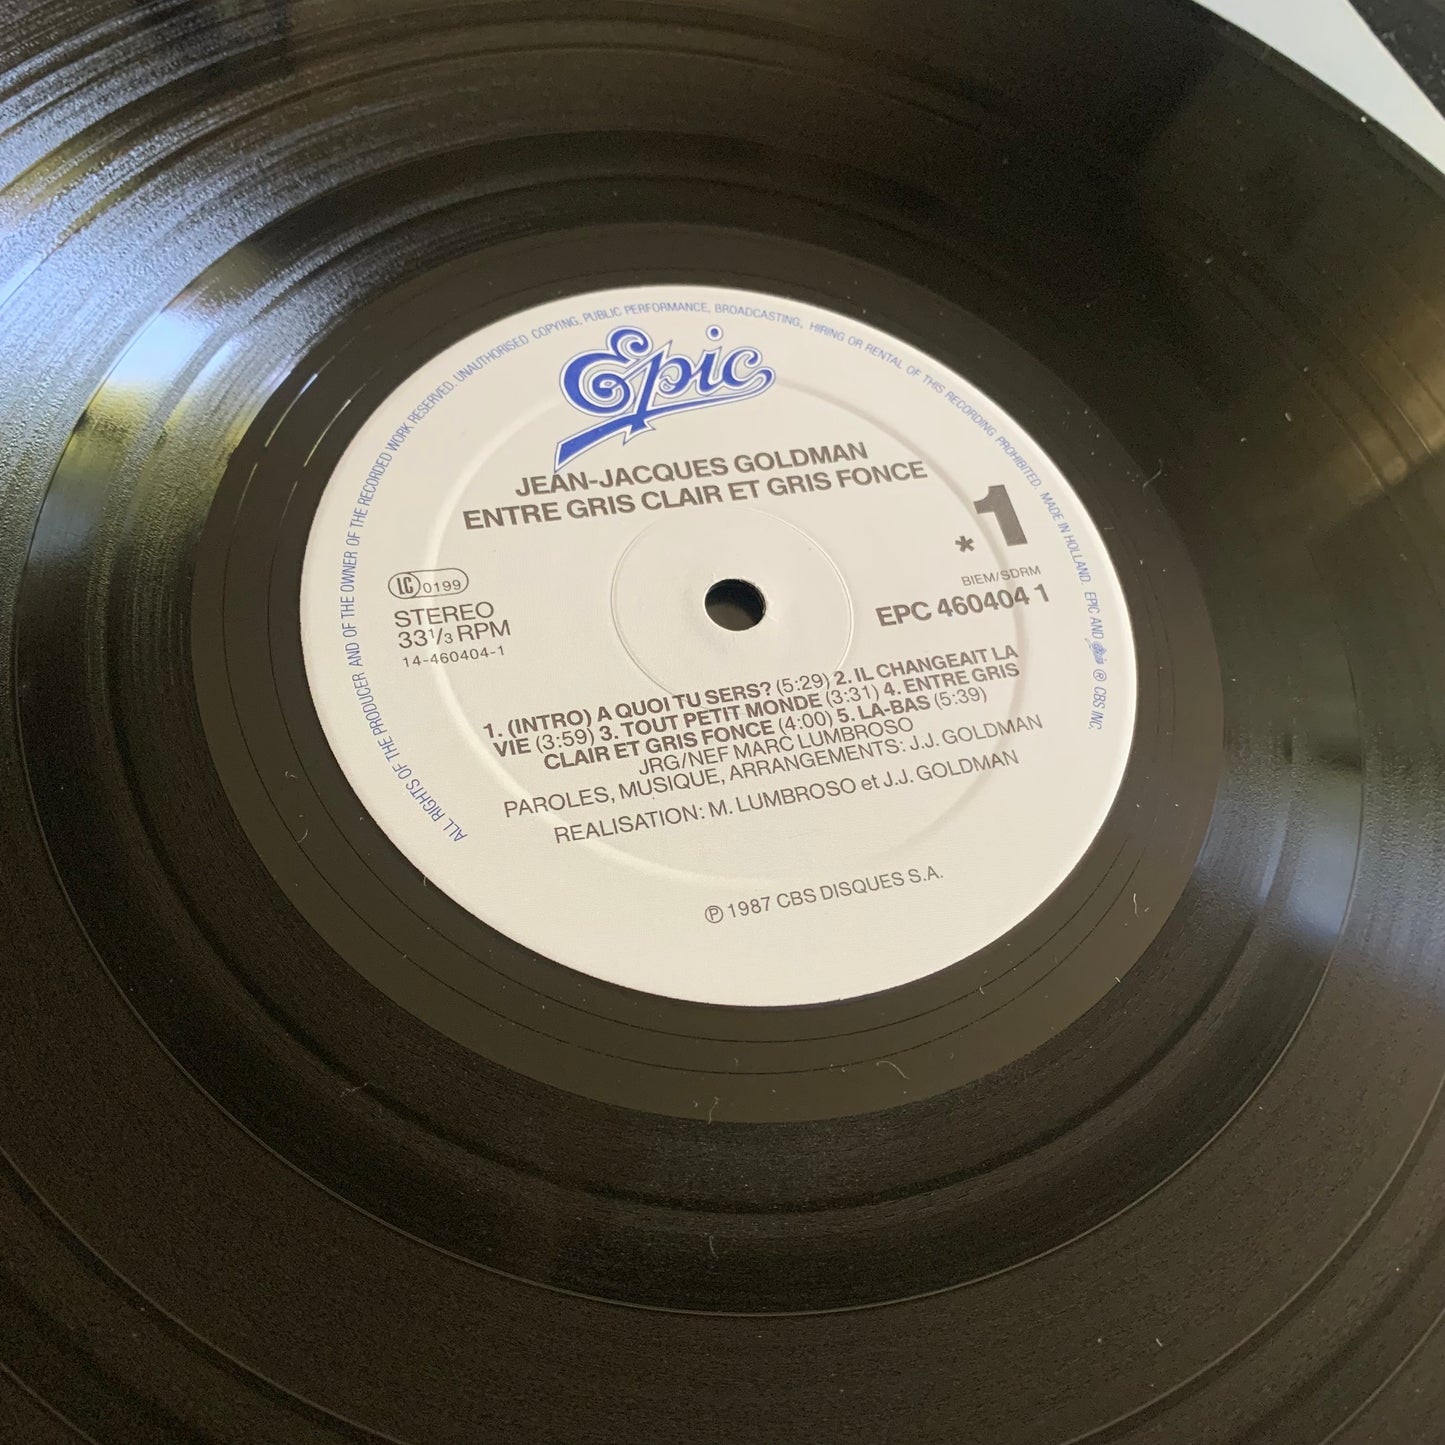 ALL RIGHTS OF THE PRODUCER AND OF THE OWNER OF THE RECORDED WORK RESERVED. UNAUTHORISED COPYING, PUBLIC PERFORMANCE, BROADCASTING, HIRING OR RENTAL OF THIS RECORDING PROHIBITED. MADE IN HOLLAND. EPIC AND Epic ® CBS INC.
Epic
JEAN-JACQUES GOLDMAN
ENTRE GRIS CLAIR ET GRIS FONCE
* 1
LC 0199
STEREO
33 1/3 RPM
14-460404-1
BIEM/SDRM
EPC 460404 1
1. (INTRO) A QUOI TU SERS? (5:29) 2. IL CHANGEAIT LA
VIE (3:59) 3. TOUT PETIT MONDE (3:31) 4. ENTRE GRIS
CLAIR ET GRIS FONCE (4:00) 5. LA-BAS (5:39)
JRG/NEF MARC LUMBROSO
PAROLES, MUSIQUE, ARRANGEMENTS: J.J. GOLDMAN
REALISATION: M. LUMBROSO et J.J. GOLDMAN
℗ 1987 CBS DISQUES S.A.